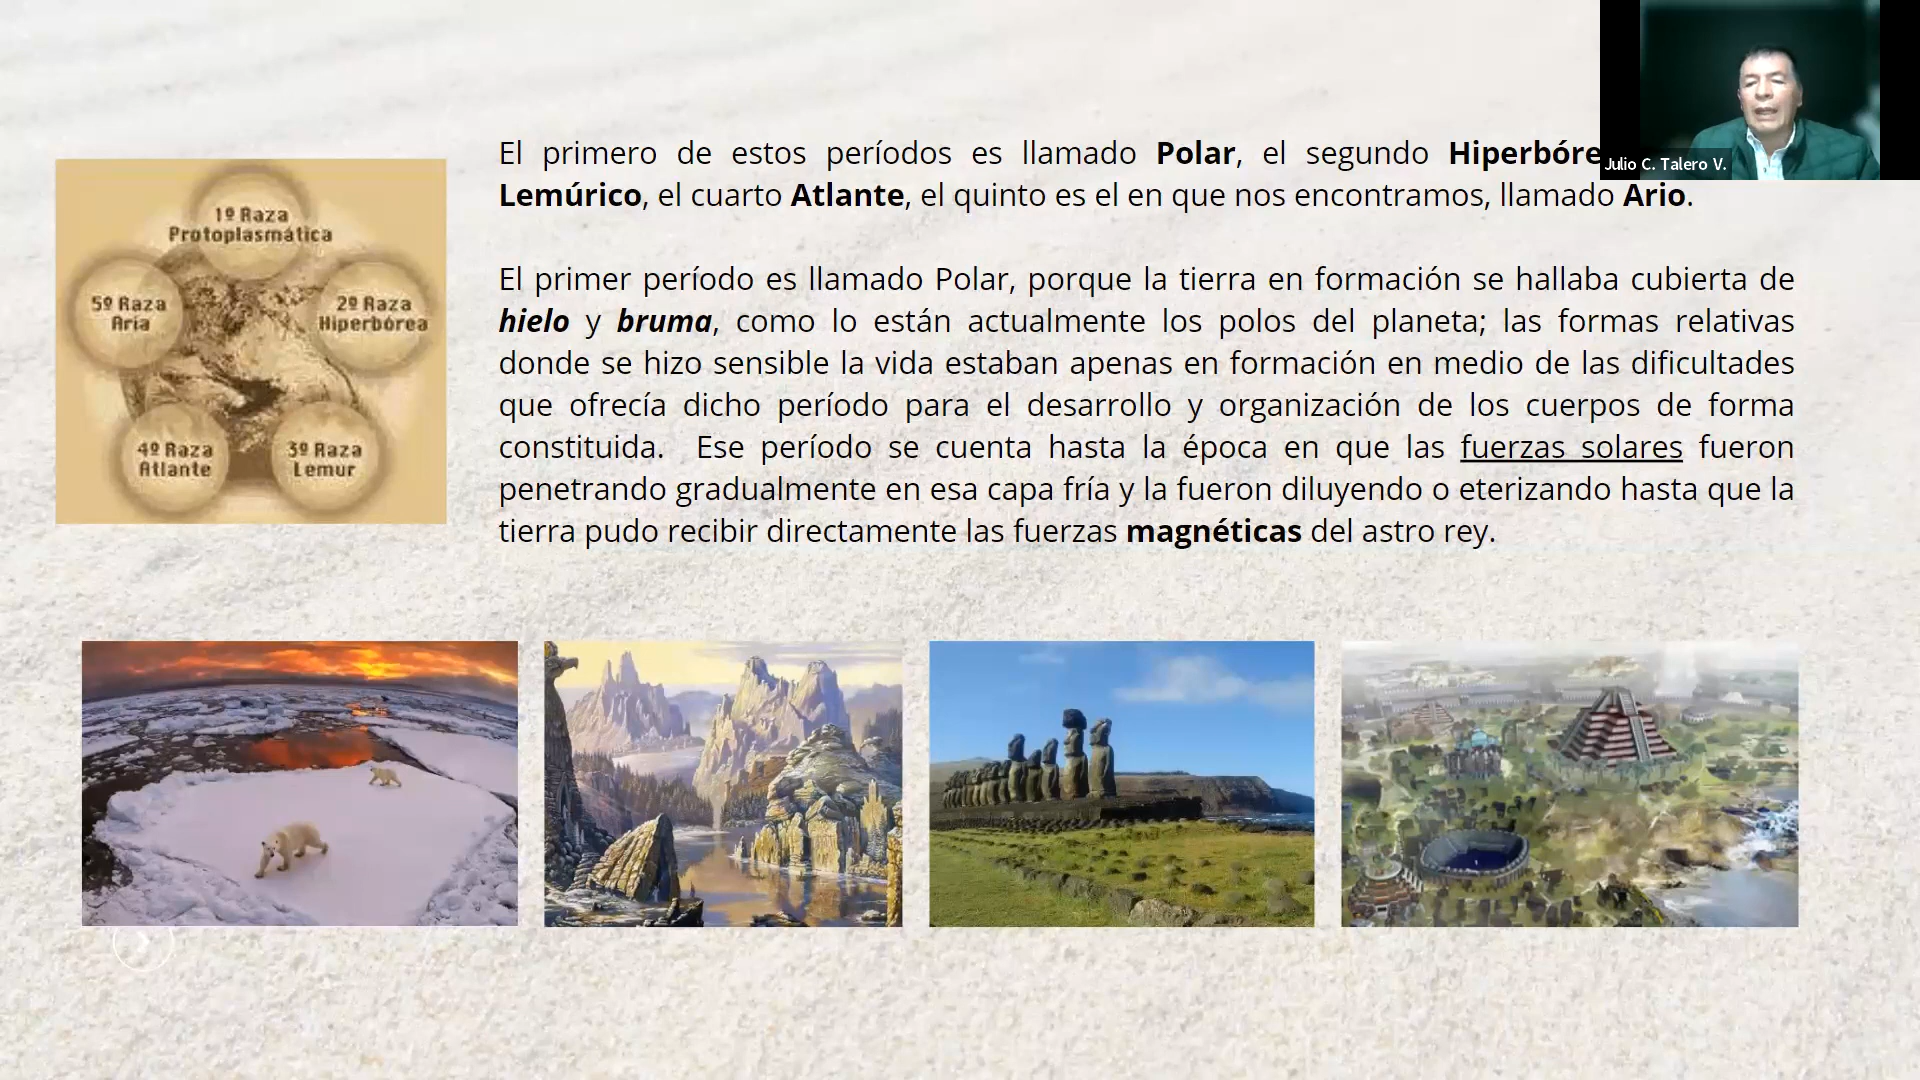 El primero de estos períodos es llamado Polar, el segundo
Lemúrico, el cuarto Atlante, el quinto es el en que nos encontramos, llamado Ario.
El primer período es llamado Polar, porque la tierra en formación se hallaba cubierta de
hielo y bruma, como lo están actualmente los polos del planeta; las formas relativas
donde se hizo sensible la vida estaban apenas en formación en medio de las dificultades
que ofrecía dicho período para el desarrollo y organización de los cuerpos de forma
constituida. Ese período se cuenta hasta la época en que las fuerzas solares fueron
penetrando gradualmente en esa capa fría y la fueron diluyendo o eterizando hasta que la
tierra pudo recibir directamente las fuerzas magnéticas del astro rey.
1º Raza
Protoplasmática
2º Raza
Hiperbórea
3º Raza
Lemur
4º Raza
Atlante
5º Raza
Aria
Julio C. Talero V.